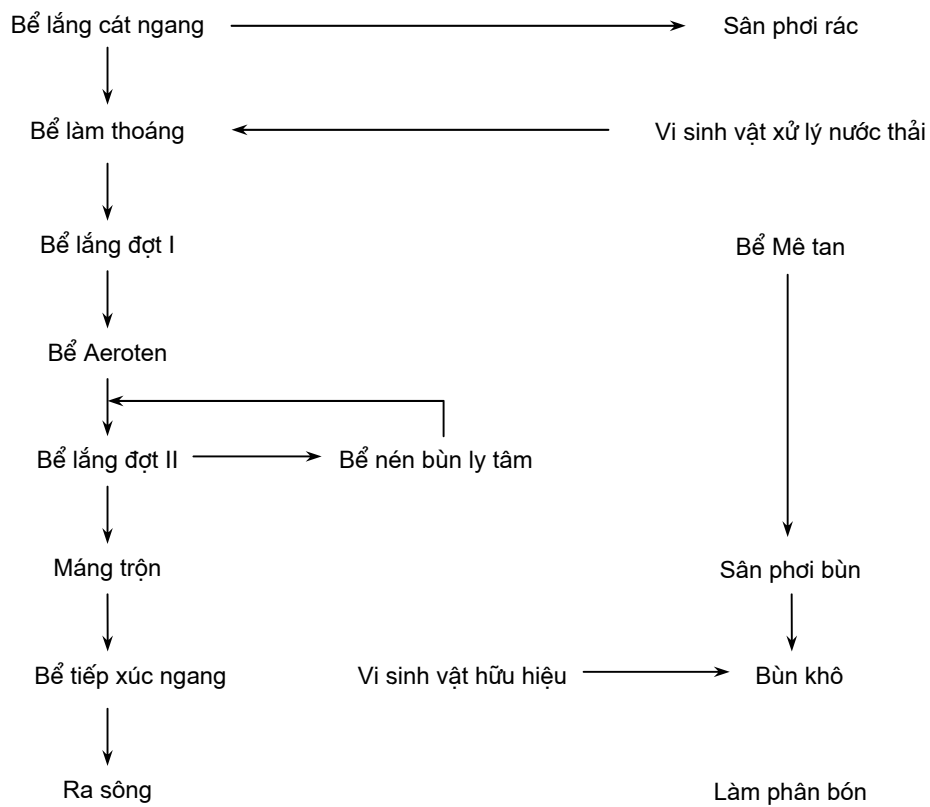 Bể lắng cát ngang
Sân phơi rác
Bể làm thoáng
Vi sinh vật xử lý nước thải
Bể lắng đợt I
Bể Mê tan
Bể Aeroten
Bể lắng đợt II
Bể nén bùn ly tâm
Máng trộn
Sân phơi bùn
Bể tiếp xúc ngang
Vi sinh vật hữu hiệu
Bùn khô
Ra sông
Làm phân bón